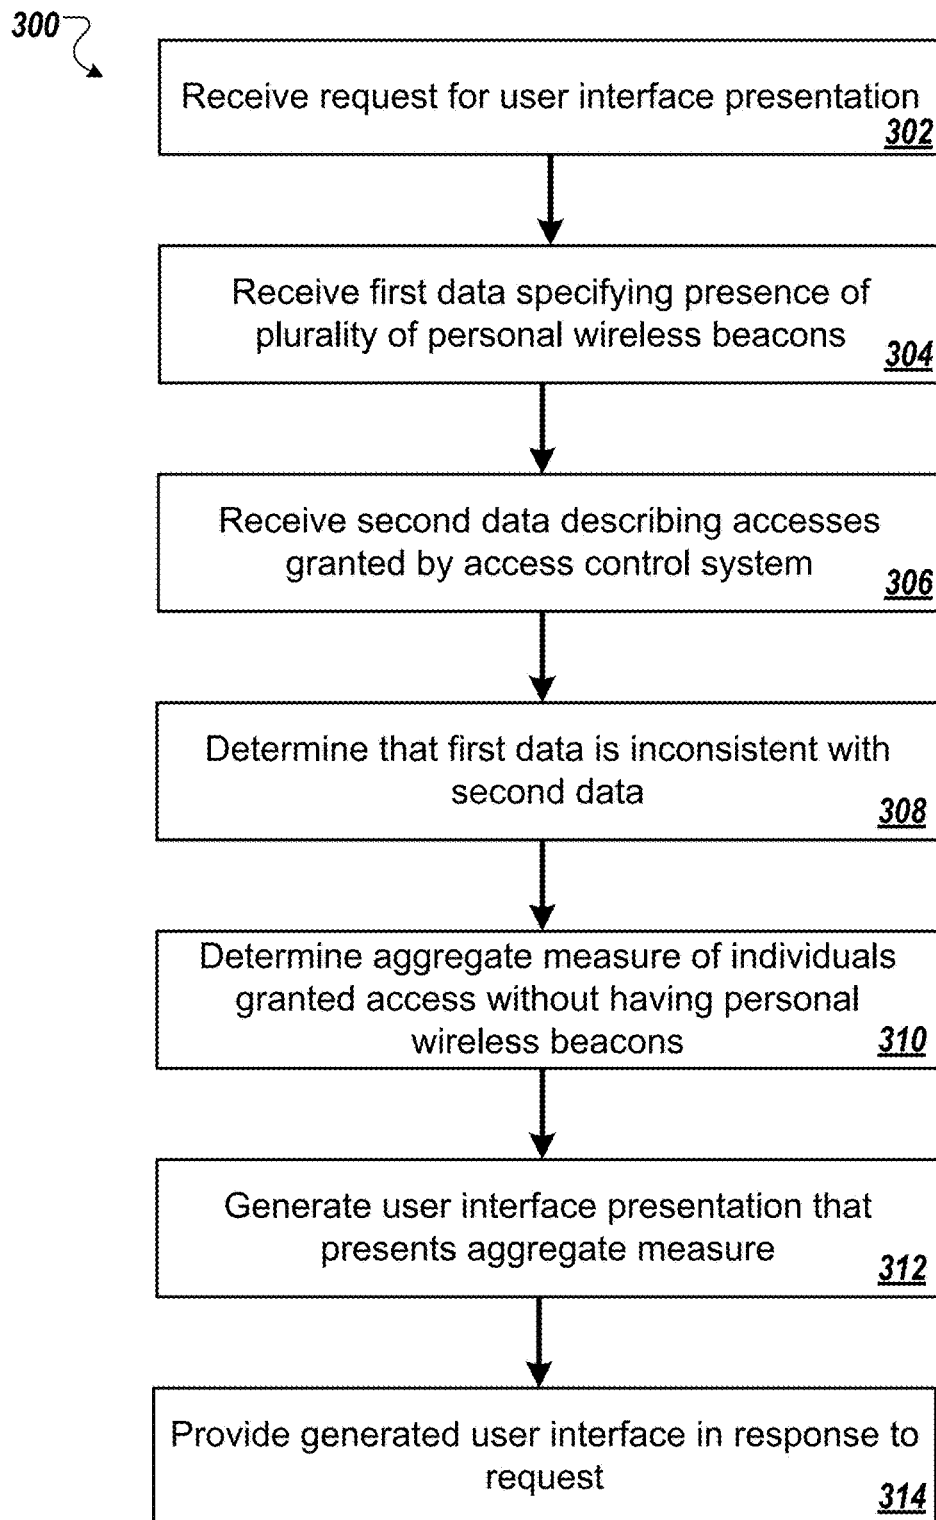 300
Receive request for user interface presentation
302
Receive first data specifying presence of
plurality of personal wireless beacons
304
Receive second data describing accesses
granted by access control system
306
Determine that first data is inconsistent with
second data
308
Determine aggregate measure of individuals
granted access without having personal
wireless beacons
310
Generate user interface presentation that
presents aggregate measure
312
Provide generated user interface in response to
request
314